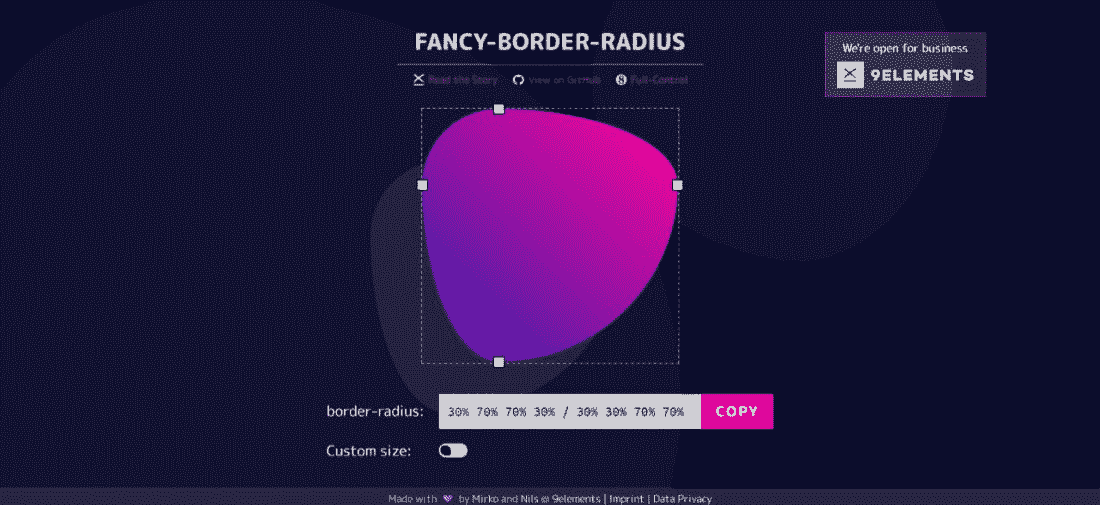 FANCY-BORDER-RADIUS
Read the Story View on GitHub Full-Control
We're open for business
9ELEMENTS
border-radius: 30% 70% 70% 30% / 30% 30% 70% 70% COPY
Custom size:
Made with by Mirko and Nils @ 9elements | Imprint | Data Privacy